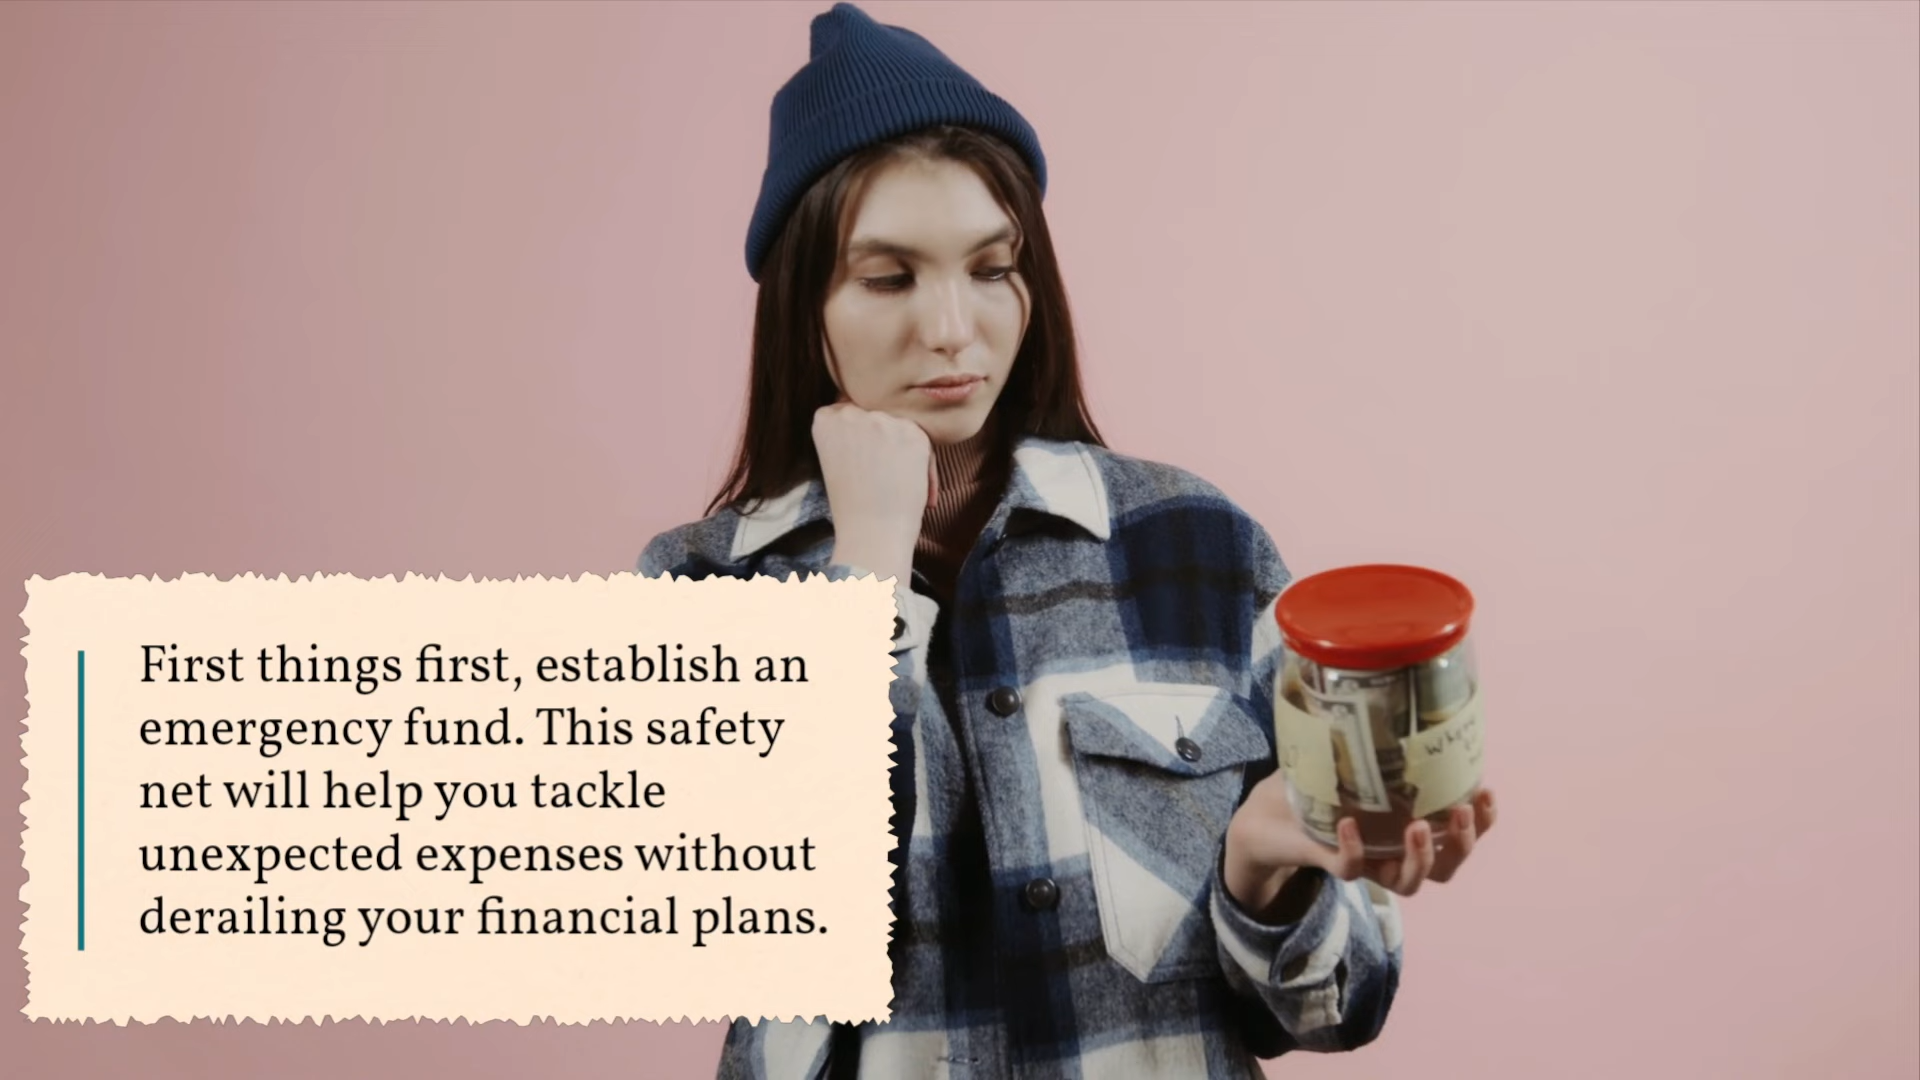 First things first, establish an
emergency fund. This safety
net will help you tackle
unexpected expenses without
derailing your financial plans.